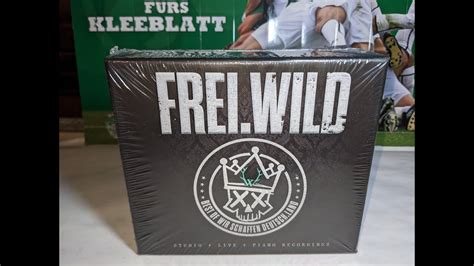 FURS
KLEEBLATT
FREI.WILD
XX
BEST OF WIR SCHAFFEN DEUTSCH.LAND
STUDIO + LIVE + PIANO RECORDINGS